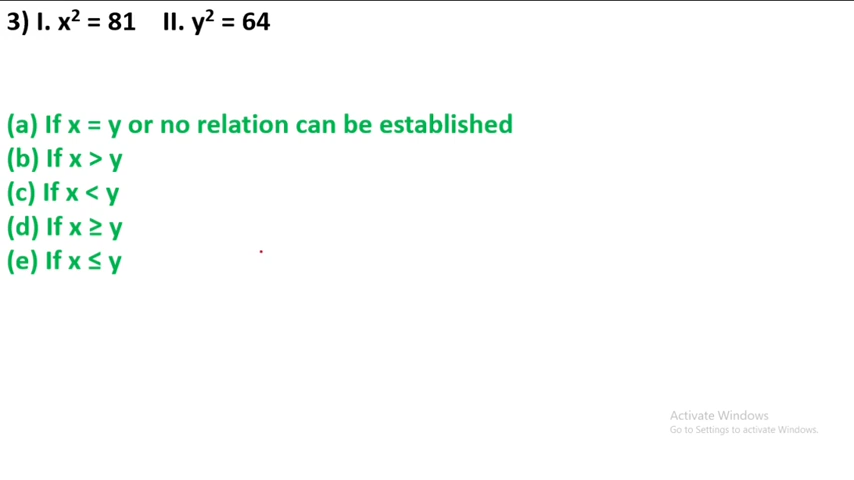 3) I. x² = 81 II. y² = 64
(a) If x = y or no relation can be established
(b) If x > y
(c) If x < y
(d) If x ≥ y
(e) If x ≤ y
Activate Windows
Go to Settings to activate Windows.